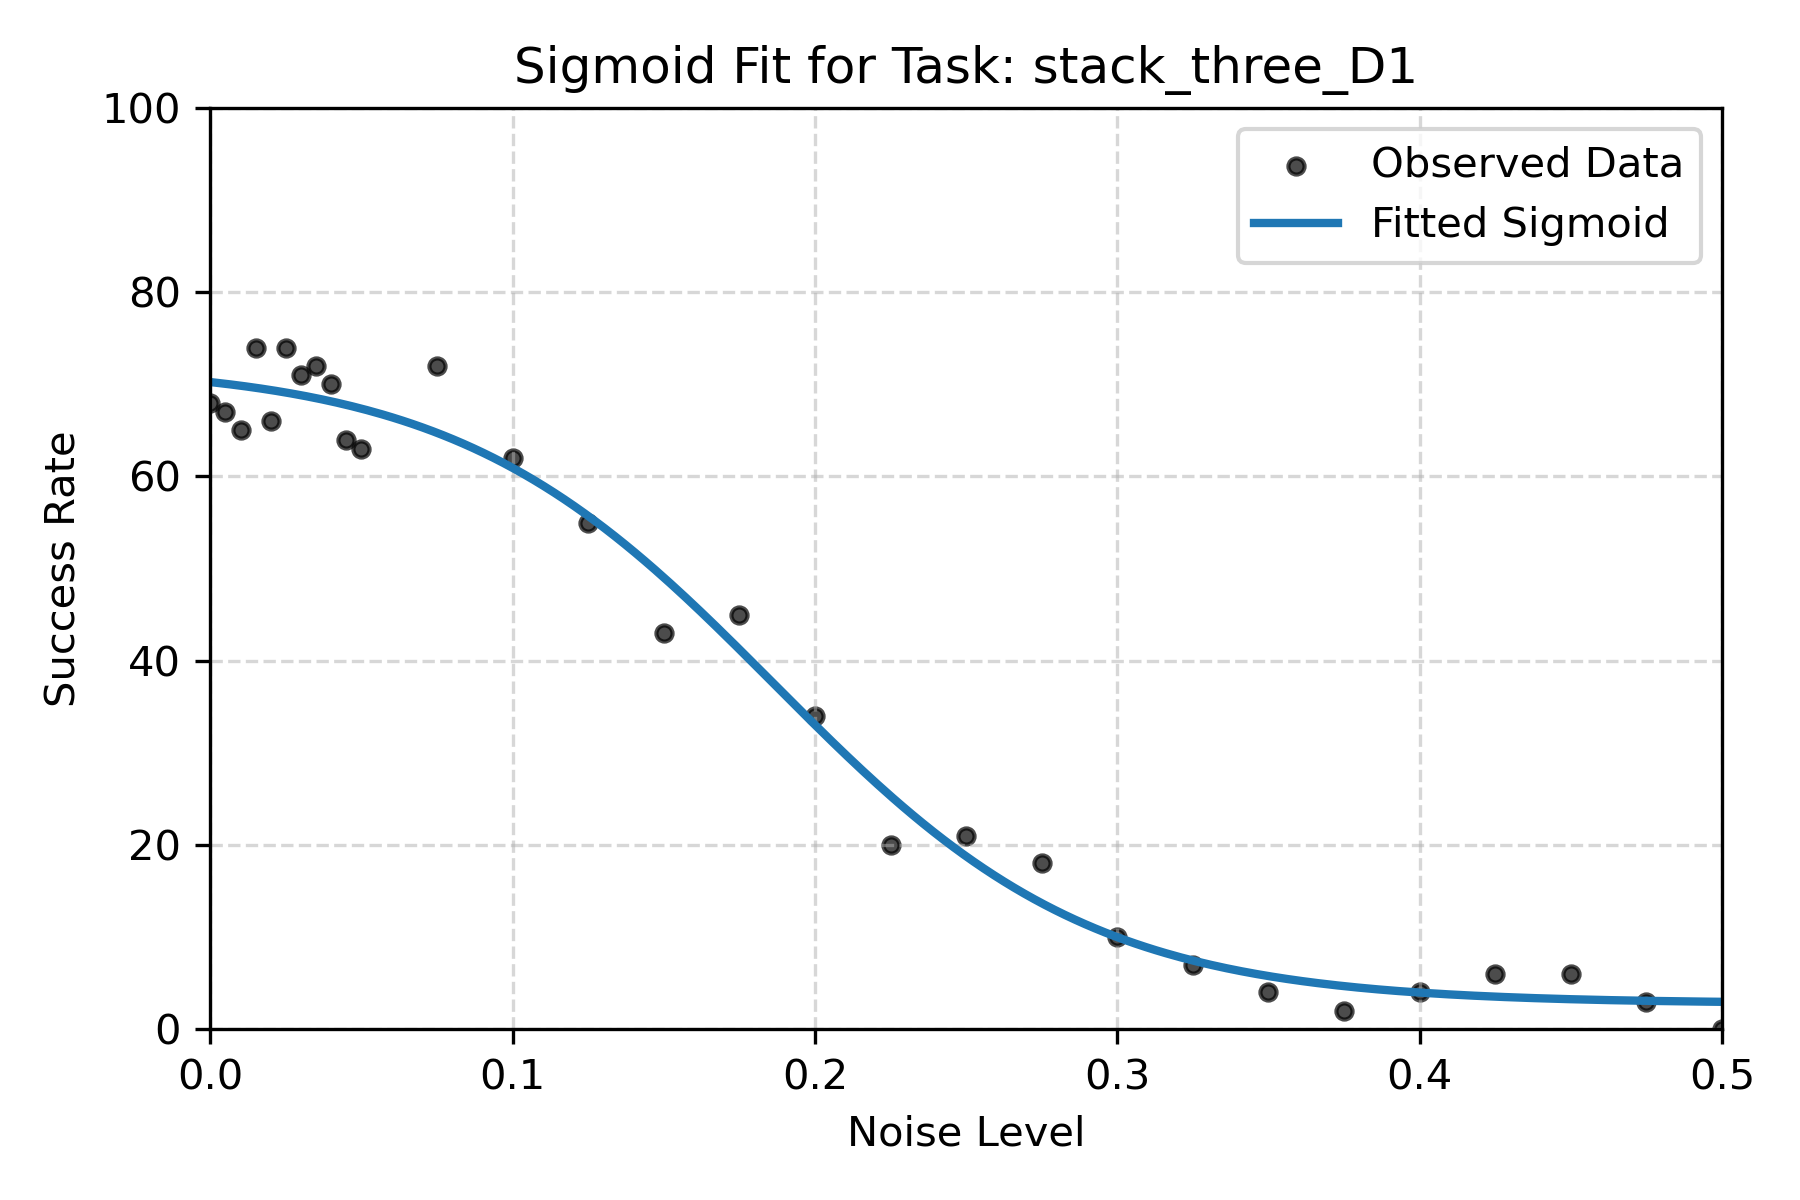 Sigmoid Fit for Task: stack_three_D1
100
80
60
40
20
0
Success Rate
Observed Data
Fitted Sigmoid
0.0 0.1 0.2 0.3 0.4 0.5
Noise Level